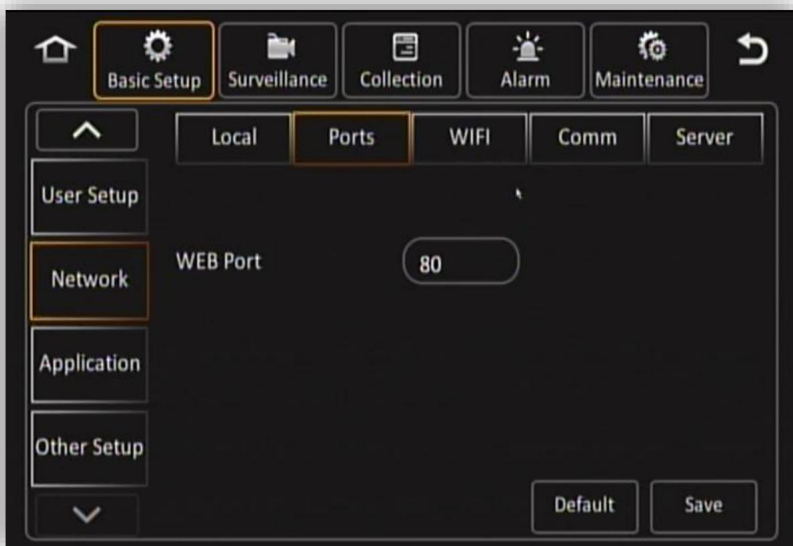 Basic Setup
Surveillance
Collection
Alarm
Maintenance
Local
Ports
WIFI
Comm
Server
User Setup
Network
Application
Other Setup
WEB Port
80
Default
Save